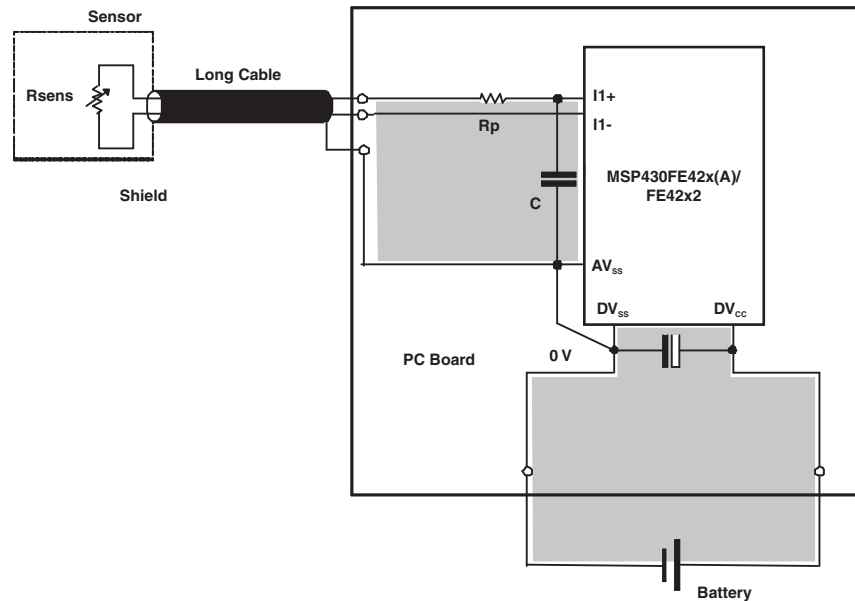 Sensor
Long Cable
Rsens
Rp
I1+
I1-
MSP430FE42x(A)/
FE42x2
Shield
C
AVss
DVss
DVcc
0 V
PC Board
Battery